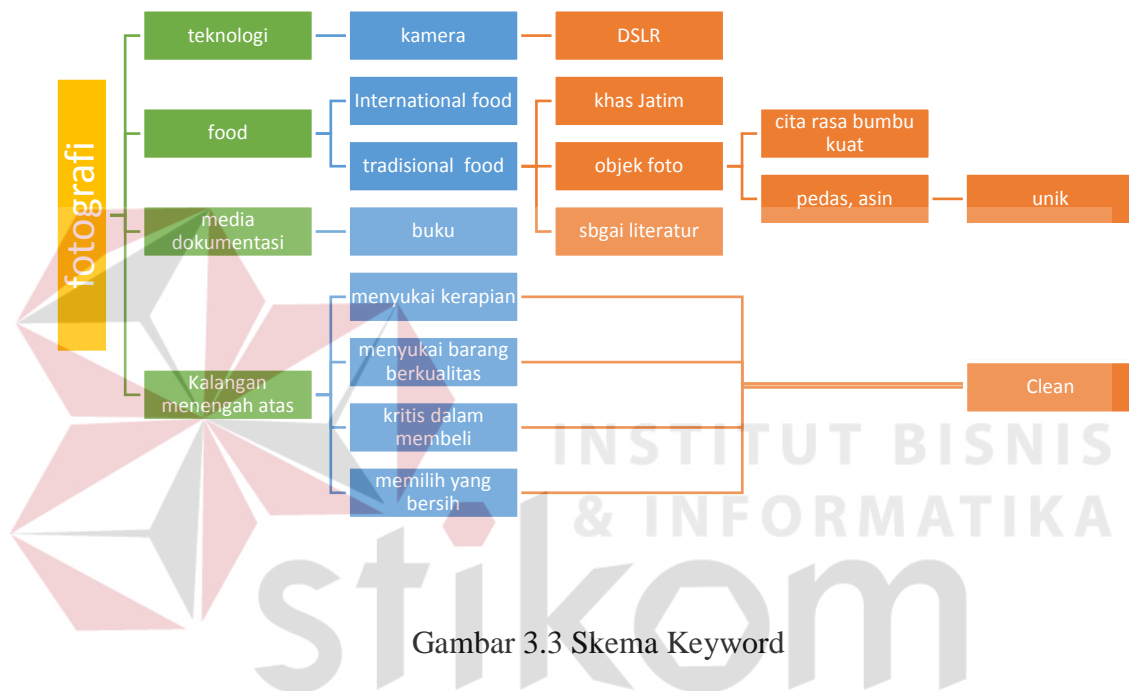 fotografi
teknologi
kamera
DSLR
food
International food
tradisional food
khas Jatim
objek foto
sbgai literatur
cita rasa bumbu
kuat
pedas, asin
unik
media
dokumentasi
buku
Kalangan
menengah atas
menyukai kerapian
menyukai barang
berkualitas
kritis dalam
membeli
memilih yang
bersih
Clean
INSTITUT BISNIS
& INFORMATIKA
stikom
Gambar 3.3 Skema Keyword